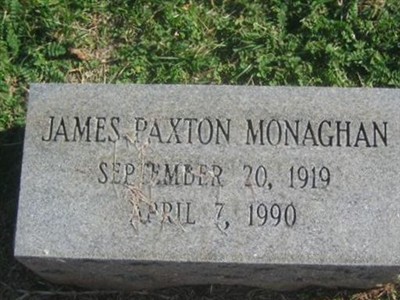 JAMES PAXTON MONAGHAN
SEPTEMBER 20, 1919
APRIL 7, 1990